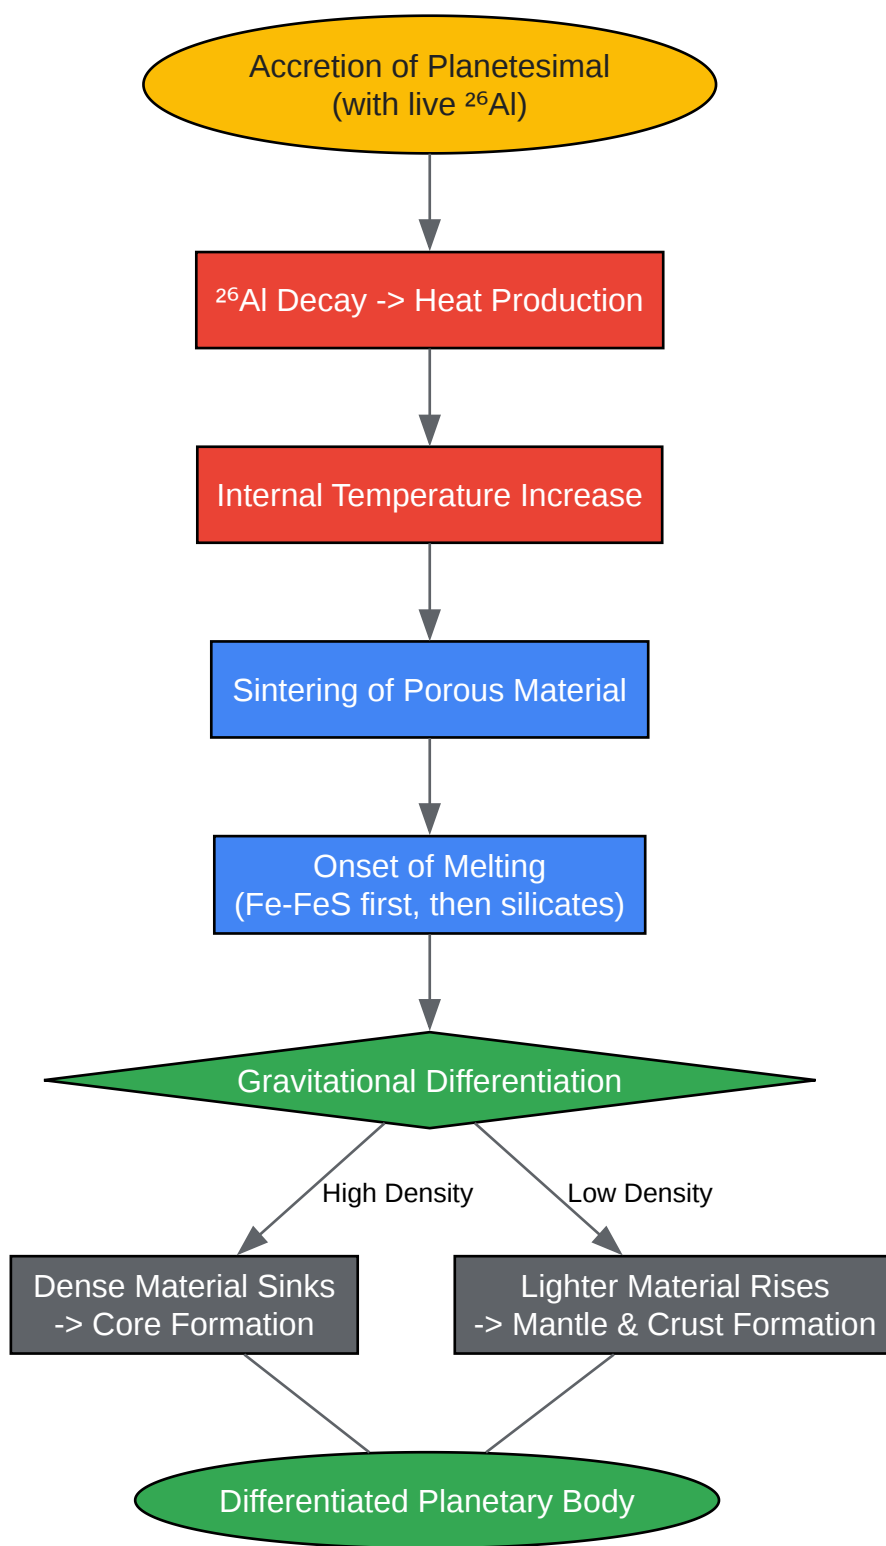 Accretion of Planetesimal
(with live ²⁶Al)
²⁶Al Decay -> Heat Production
Internal Temperature Increase
Sintering of Porous Material
Onset of Melting
(Fe-FeS first, then silicates)
Gravitational Differentiation
High Density
Low Density
Dense Material Sinks
-> Core Formation
Lighter Material Rises
-> Mantle & Crust Formation
Differentiated Planetary Body